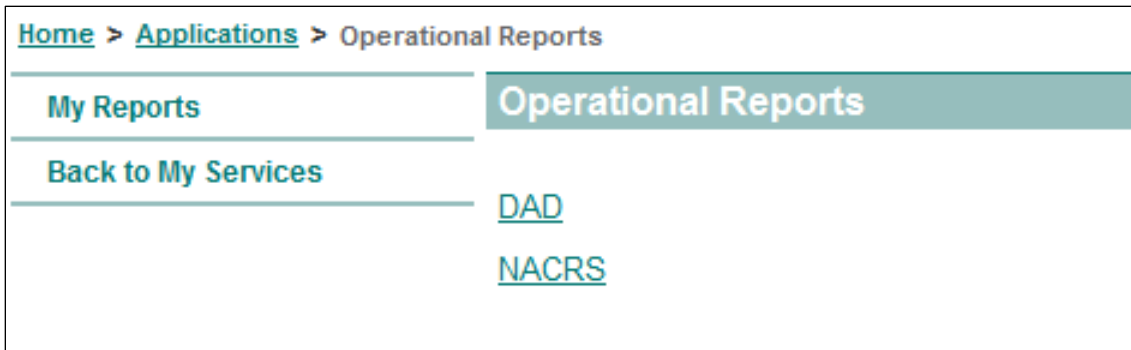 Home > Applications > Operational Reports
My Reports
Back to My Services
Operational Reports
DAD
NACRS